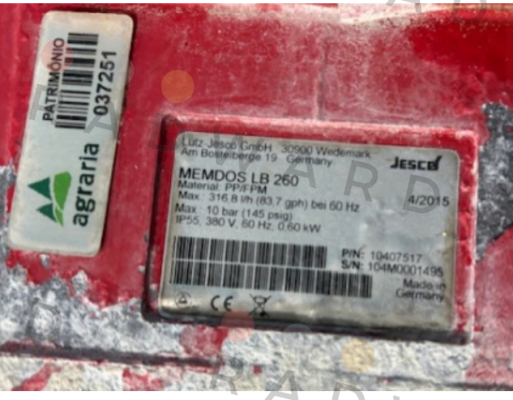 PATRIMÔNIO
037251
agraria
Lutz-Jesco GmbH 30900 Wedemark
Am Bostelberge 19 Germany
JESCO
MEMDOS LB 260
4/2015
Material: PP/FPM
Max.: 316,8 l/h (83,7 gph) bei 60 Hz
Max.: 10 bar (145 psig)
IP55, 380 V, 60 Hz, 0,60 kW
P/N: 10407517
S/N: 104M0001495
Made in
Germany
CE